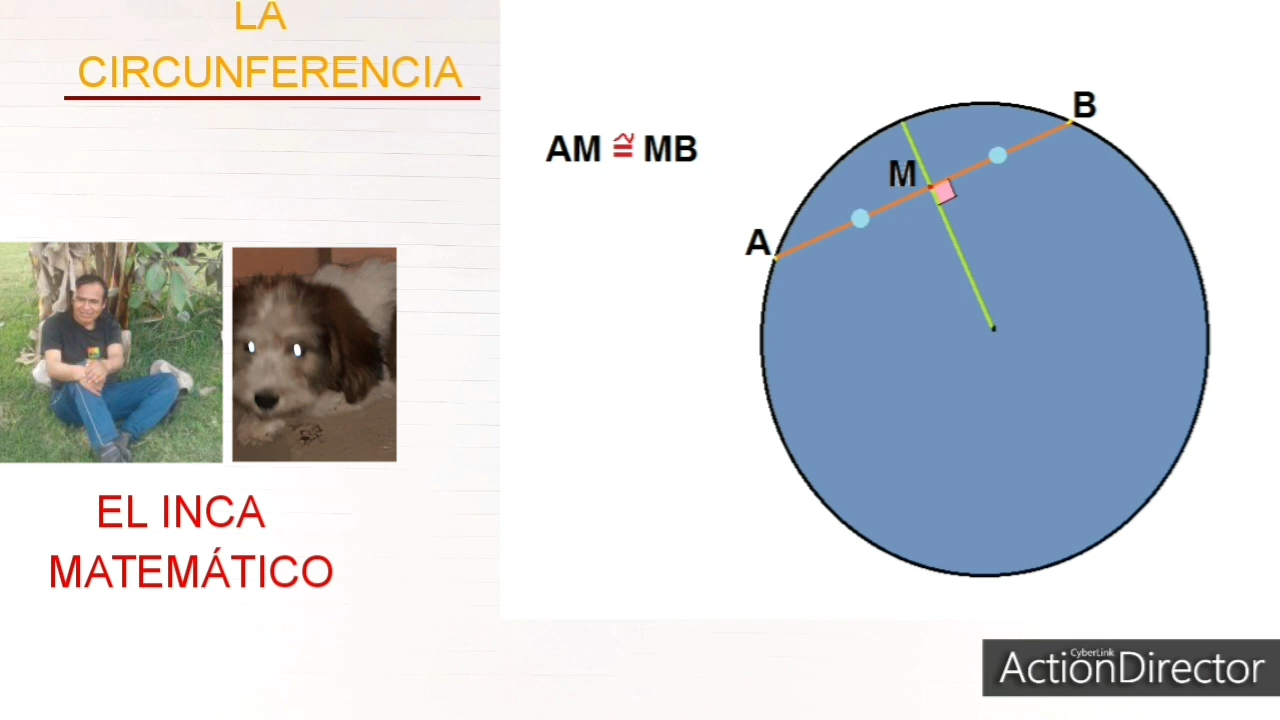 LA
CIRCUNFERENCIA
AM ≅ MB
B
M
A
EL INCA
MATEMÁTICO
CyberLink
ActionDirector